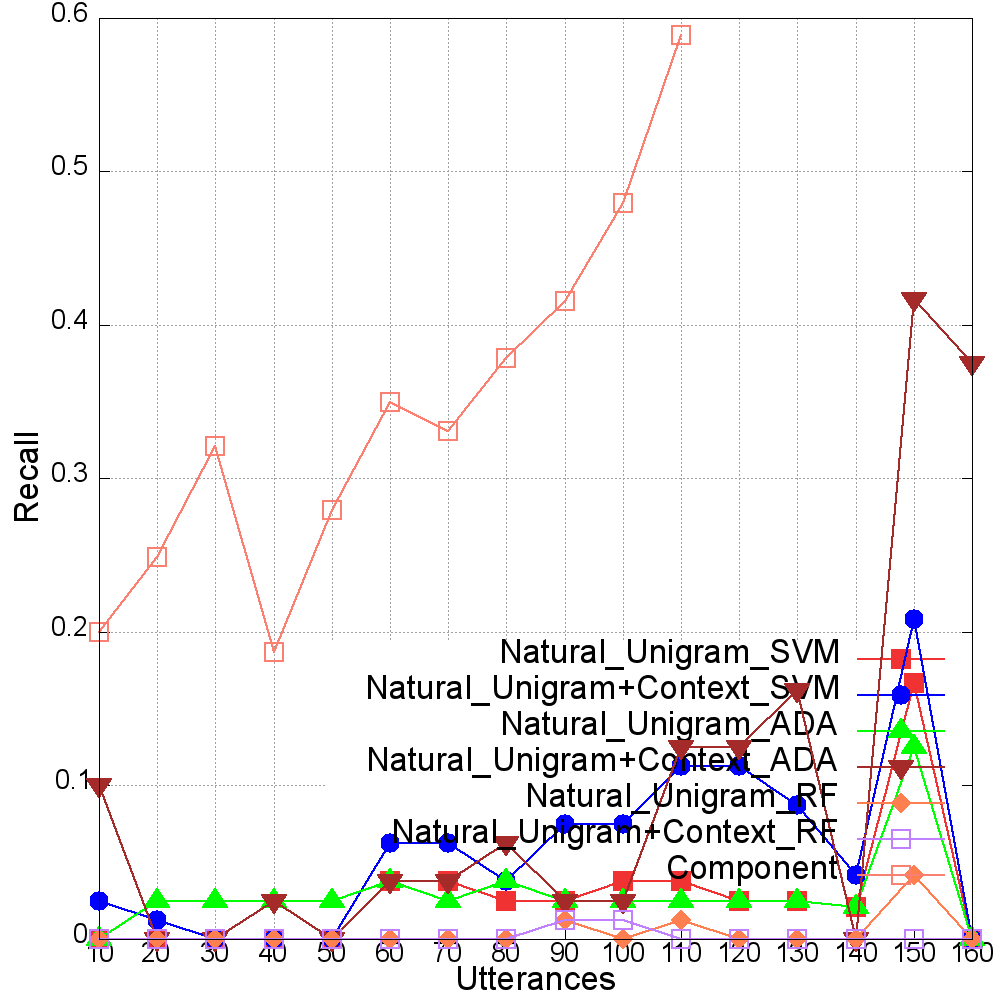 0.6
0.5
0.4
0.3
0.2
0.1
0
Recall
Natural_Unigram_SVM
Natural_Unigram+Context_SVM
Natural_Unigram_ADA
Natural_Unigram+Context_ADA
Natural_Unigram_RF
Natural_Unigram+Context_RF
Component
10 20 30 40 50 60 70 80 90 100 110 120 130 140 150 160
Utterances